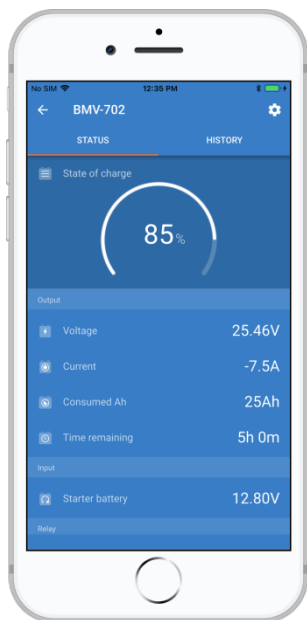 No SIM 12:35 PM
BMV-702
STATUS HISTORY
State of charge
85%
Output
Voltage 25.46V
Current -7.5A
Consumed Ah 25Ah
Time remaining 5h 0m
Input
Starter battery 12.80V
Relay